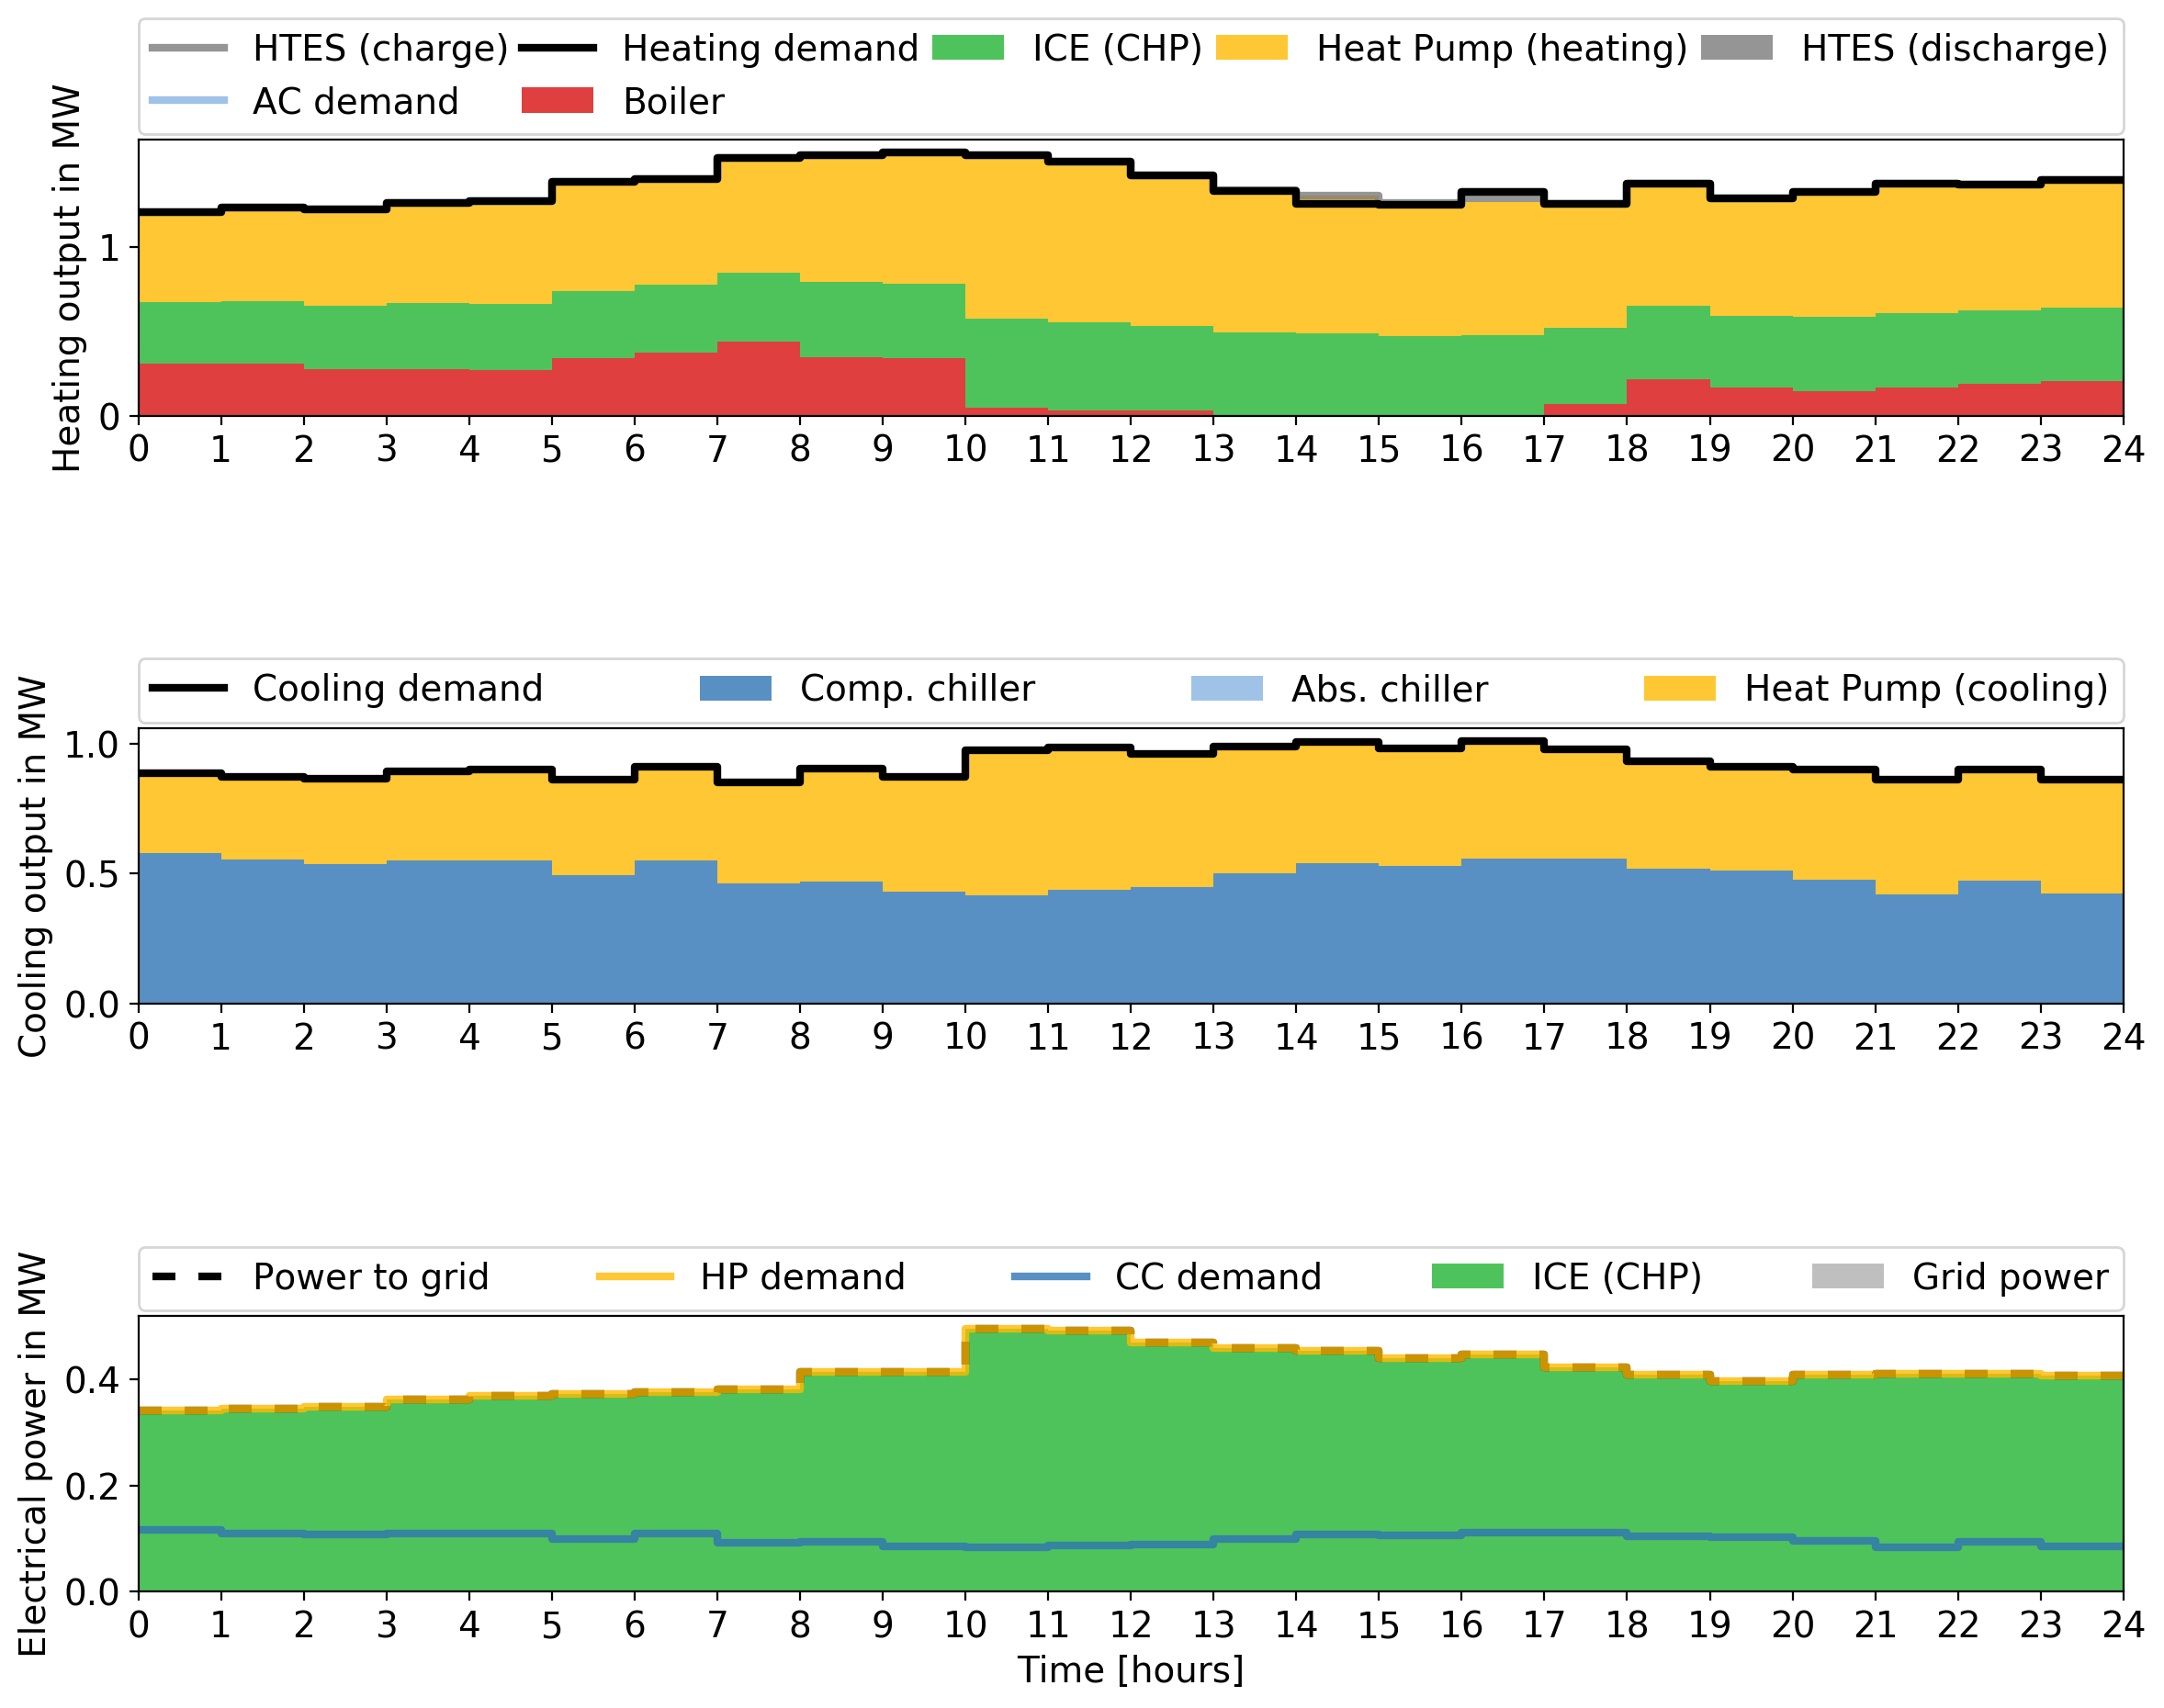 HTES (charge) Heating demand ICE (CHP) Heat Pump (heating) HTES (discharge)
AC demand Boiler
Heating output in MW
1
0
0 1 2 3 4 5 6 7 8 9 10 11 12 13 14 15 16 17 18 19 20 21 22 23 24
Cooling demand Comp. chiller Abs. chiller Heat Pump (cooling)
Cooling output in MW
1.0
0.5
0.0
0 1 2 3 4 5 6 7 8 9 10 11 12 13 14 15 16 17 18 19 20 21 22 23 24
Power to grid HP demand CC demand ICE (CHP) Grid power
Electrical power in MW
0.4
0.2
0.0
0 1 2 3 4 5 6 7 8 9 10 11 12 13 14 15 16 17 18 19 20 21 22 23 24
Time [hours]